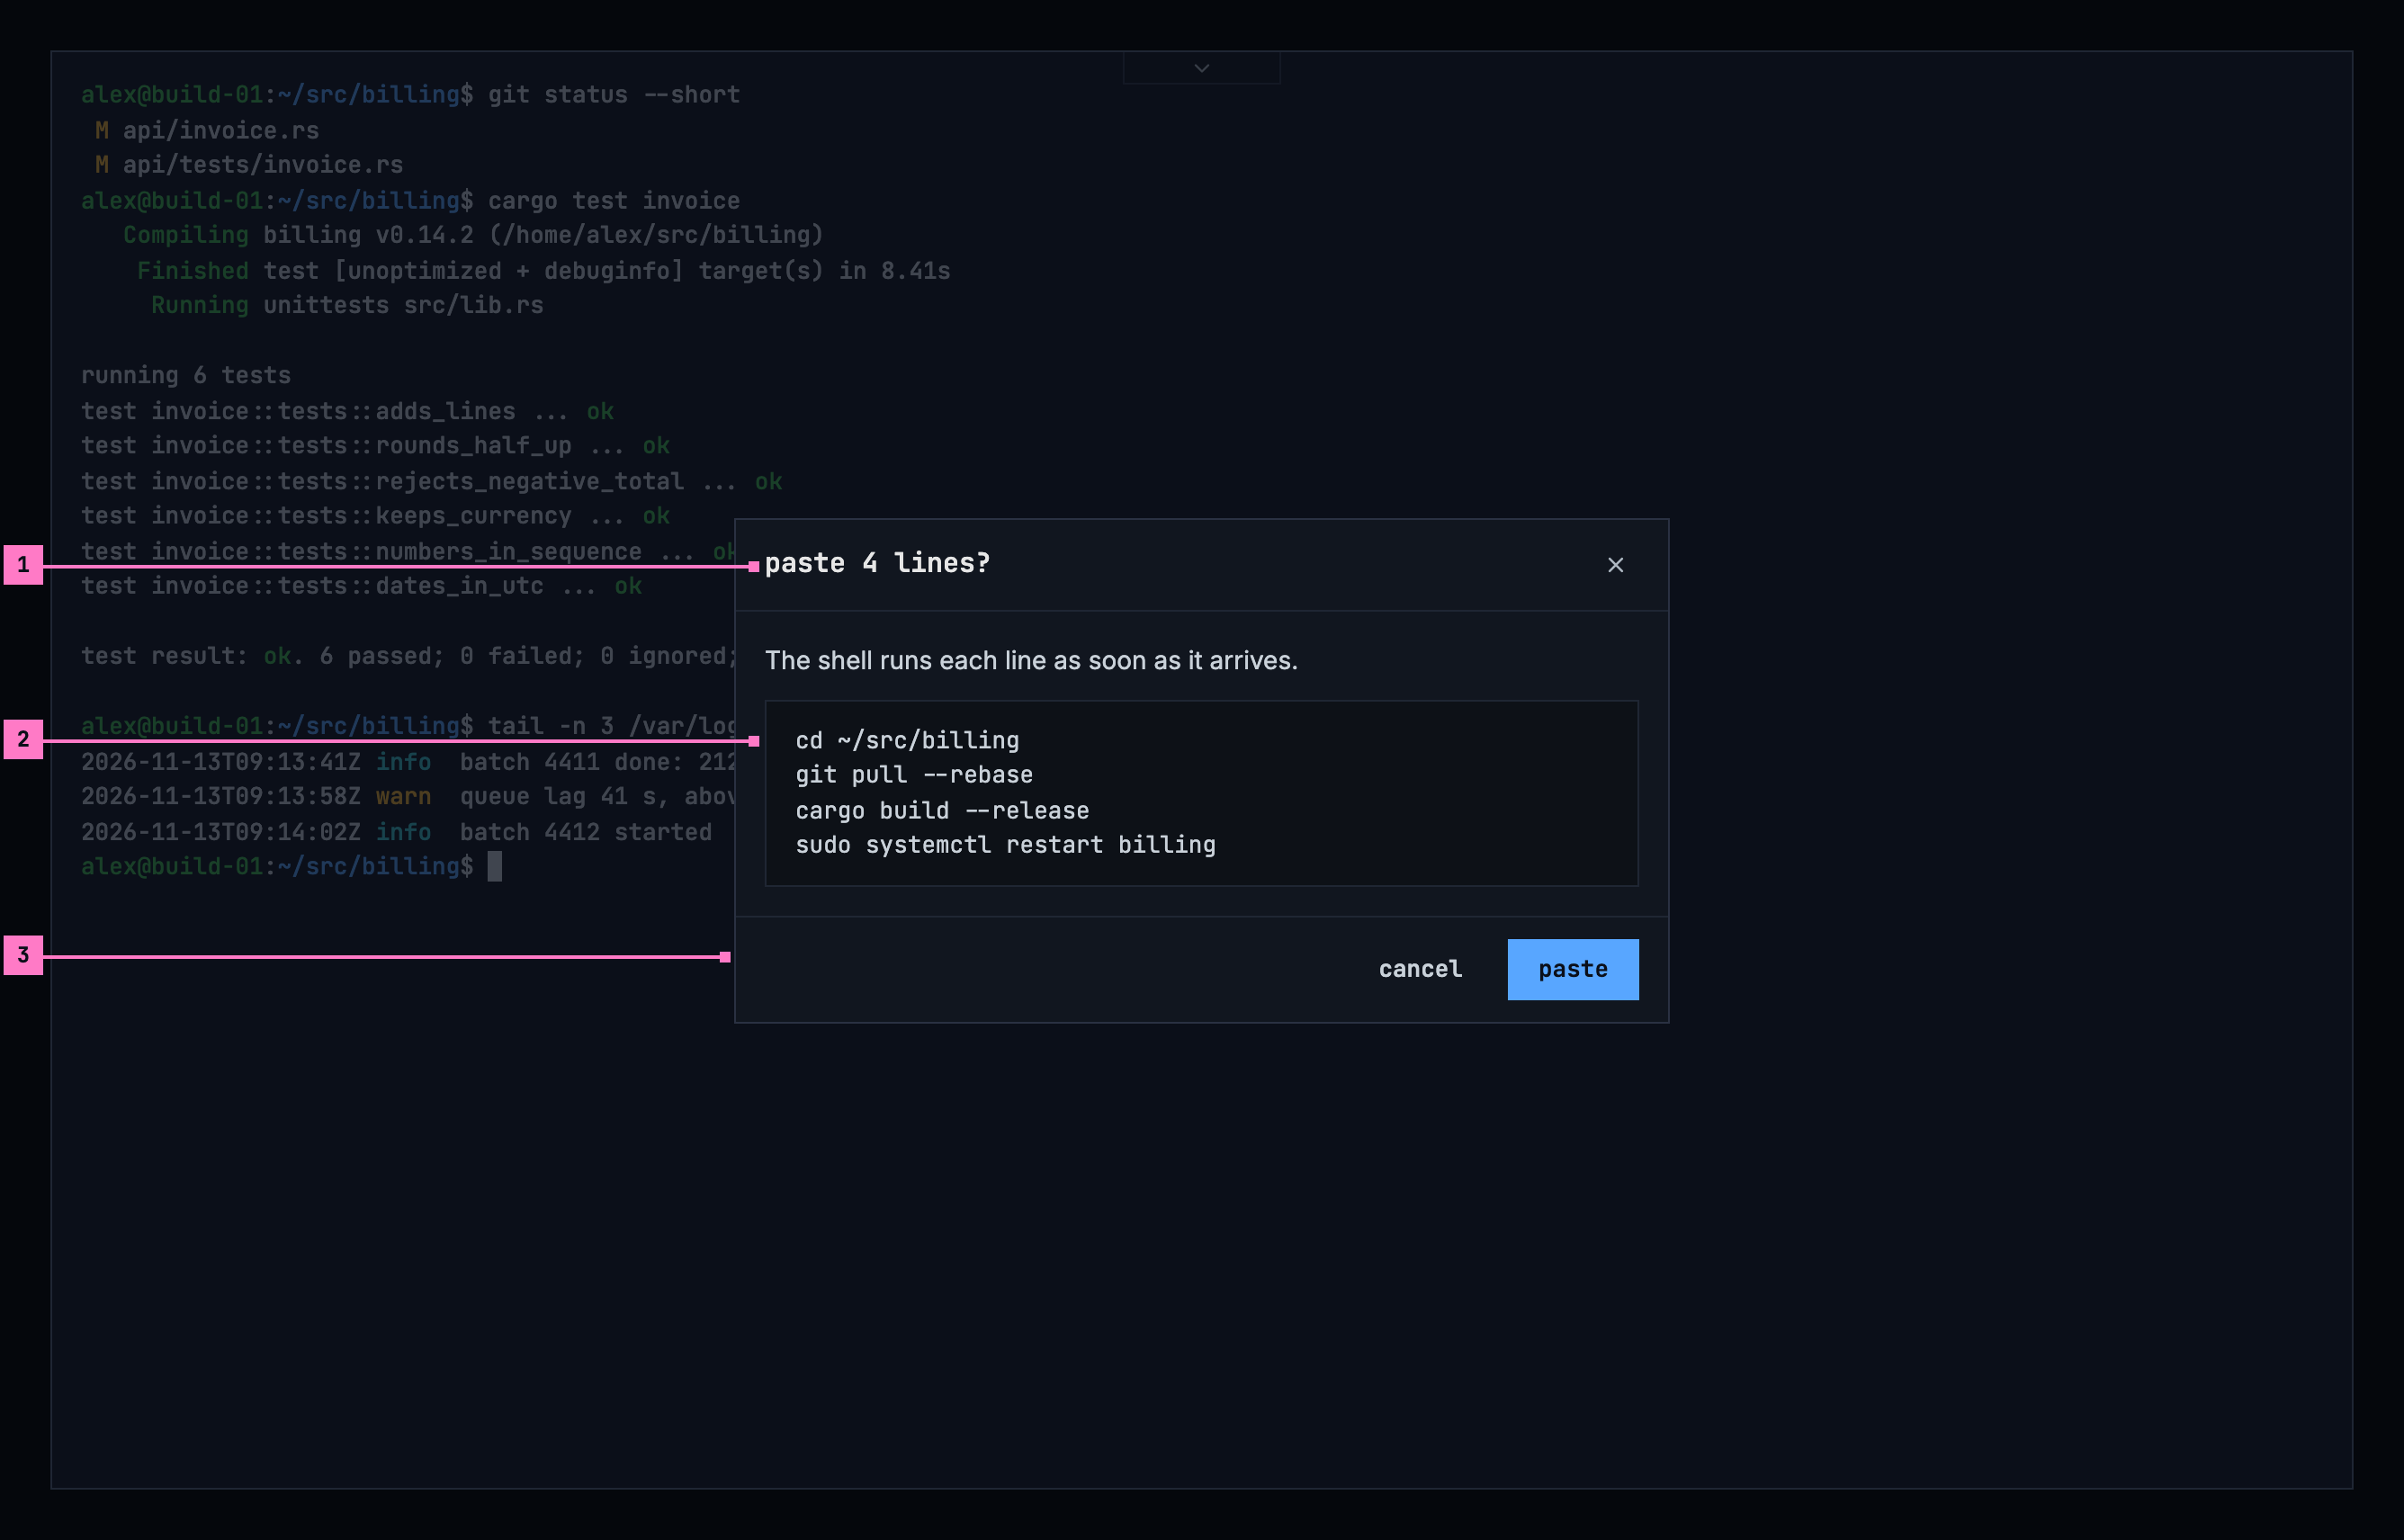 alex@build-01:~/src/billing$ git status --short
M api/invoice.rs
M api/tests/invoice.rs
alex@build-01:~/src/billing$ cargo test invoice
Compiling billing v0.14.2 (/home/alex/src/billing)
Finished test [unoptimized + debuginfo] target(s) in 8.41s
Running unittests src/lib.rs
running 6 tests
test invoice::tests::adds_lines ... ok
test invoice::tests::rounds_half_up ... ok
test invoice::tests::rejects_negative_total ... ok
test invoice::tests::keeps_currency ... ok
test invoice::tests::numbers_in_sequence ... ok
test invoice::tests::dates_in_utc ... ok
test result: ok. 6 passed; 0 failed; 0 ignored;
alex@build-01:~/src/billing$ tail -n 3 /var/log
2026-11-13T09:13:41Z info batch 4411 done: 212
2026-11-13T09:13:58Z warn queue lag 41 s,
2026-11-13T09:14:02Z info batch 4412 started
alex@build-01:~/src/billing$
1
paste 4 lines?
The shell runs each line as soon as it arrives.
2
cd ~/src/billing
git pull --rebase
cargo build --release
sudo systemctl restart billing
3
cancel
paste